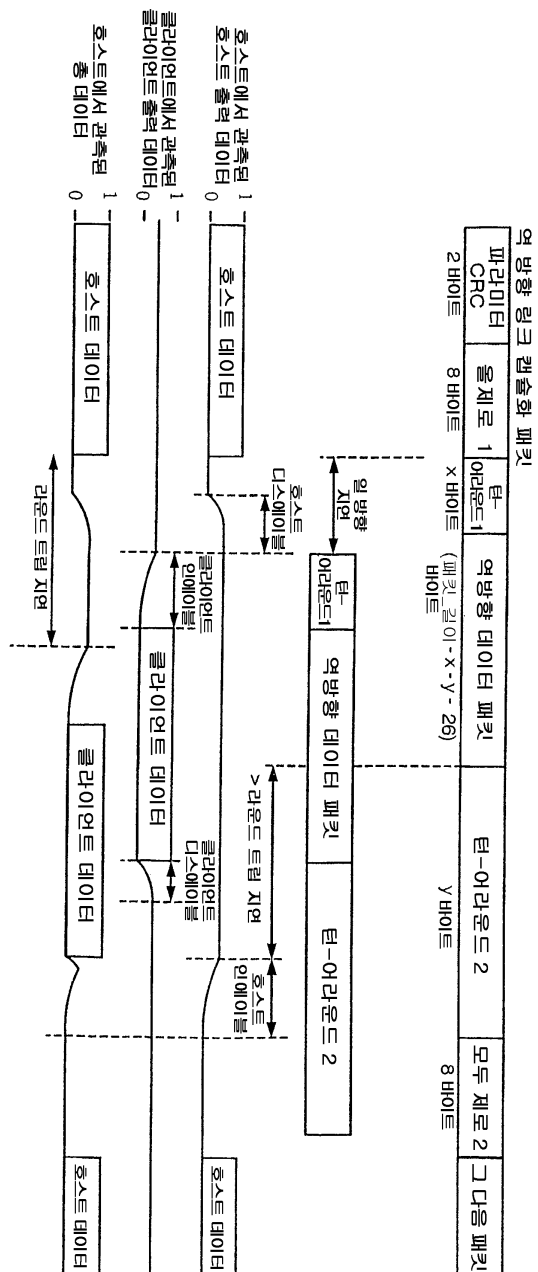 역 방향 링크 캡슐화 패킷
파라미터
CRC
올제로 1
턴-
어라운드1
역방향 데이터 패킷
턴-어라운드 2
모두 제로 2
그 다음 패킷
2 바이트
8 바이트
x 바이트
(패킷_길이 - x - y - 26)
바이트
y 바이트
8 바이트
일 방향
지연
턴-
어라운드1
역방향 데이터 패킷
턴-어라운드 2
호스트
디스에이블
> 라운드 트립 지연
호스트
인에이블
호스트에서 관측된
호스트 출력 데이터
1
0
호스트 데이터
호스트 데이터
클라이언트
인에이블
클라이언트
디스에이블
클라이언트에서 관측된
클라이언트 출력 데이터
1
0
클라이언트 데이터
호스트에서 관측된
총 데이터
1
0
호스트 데이터
클라이언트 데이터
호스트 데이터
라운드 트립 지연